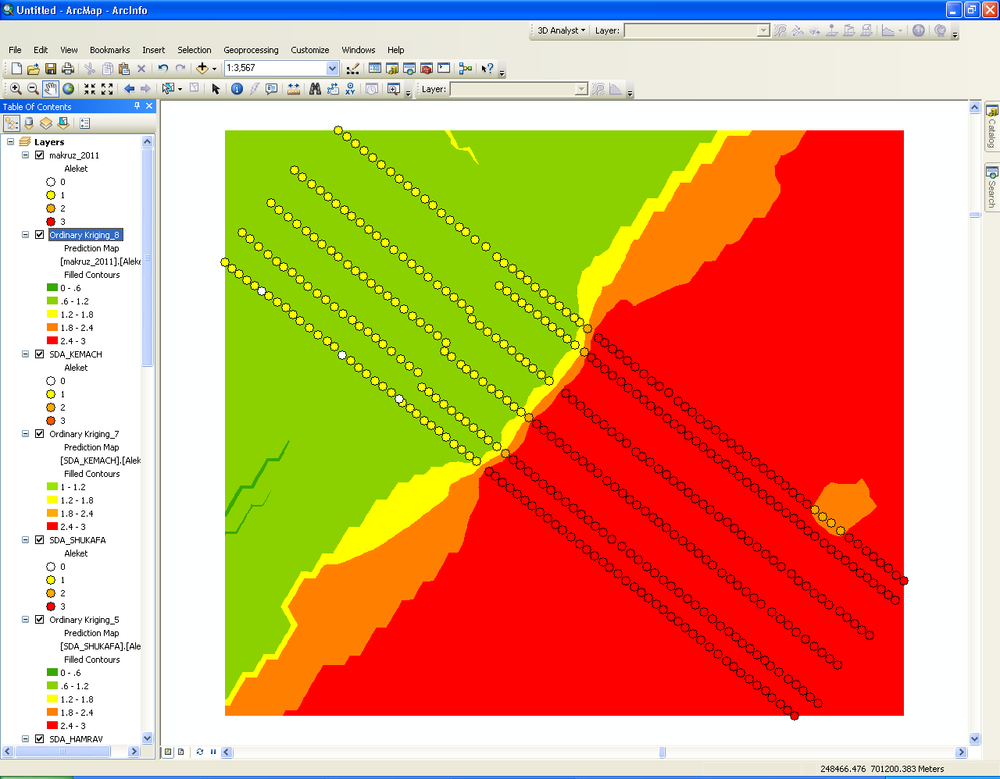 Untitled - ArcMap - ArcInfo
3D Analyst
Layer:
File Edit View Bookmarks Insert Selection Geoprocessing Customize Windows Help
1:3,567
Layer:
Table Of Contents
Layers
makruz_2011
Aleket
0
1
2
3
Ordinary Kriging_8
Prediction Map
[makruz_2011].[Aleke
Filled Contours
0 - .6
.6 - 1.2
1.2 - 1.8
1.8 - 2.4
2.4 - 3
SDA_KEMACH
Aleket
0
1
2
3
Ordinary Kriging_7
Prediction Map
[SDA_KEMACH].[Alek
Filled Contours
1 - 1.2
1.2 - 1.8
1.8 - 2.4
2.4 - 3
SDA_SHUKAFA
Aleket
0
1
2
3
Ordinary Kriging_5
Prediction Map
[SDA_SHUKAFA].[Ale
Filled Contours
0 - .6
.6 - 1.2
1.2 - 1.8
1.8 - 2.4
2.4 - 3
SDA_HAMRAV
Catalog
Search
248466.476 701200.383 Meters